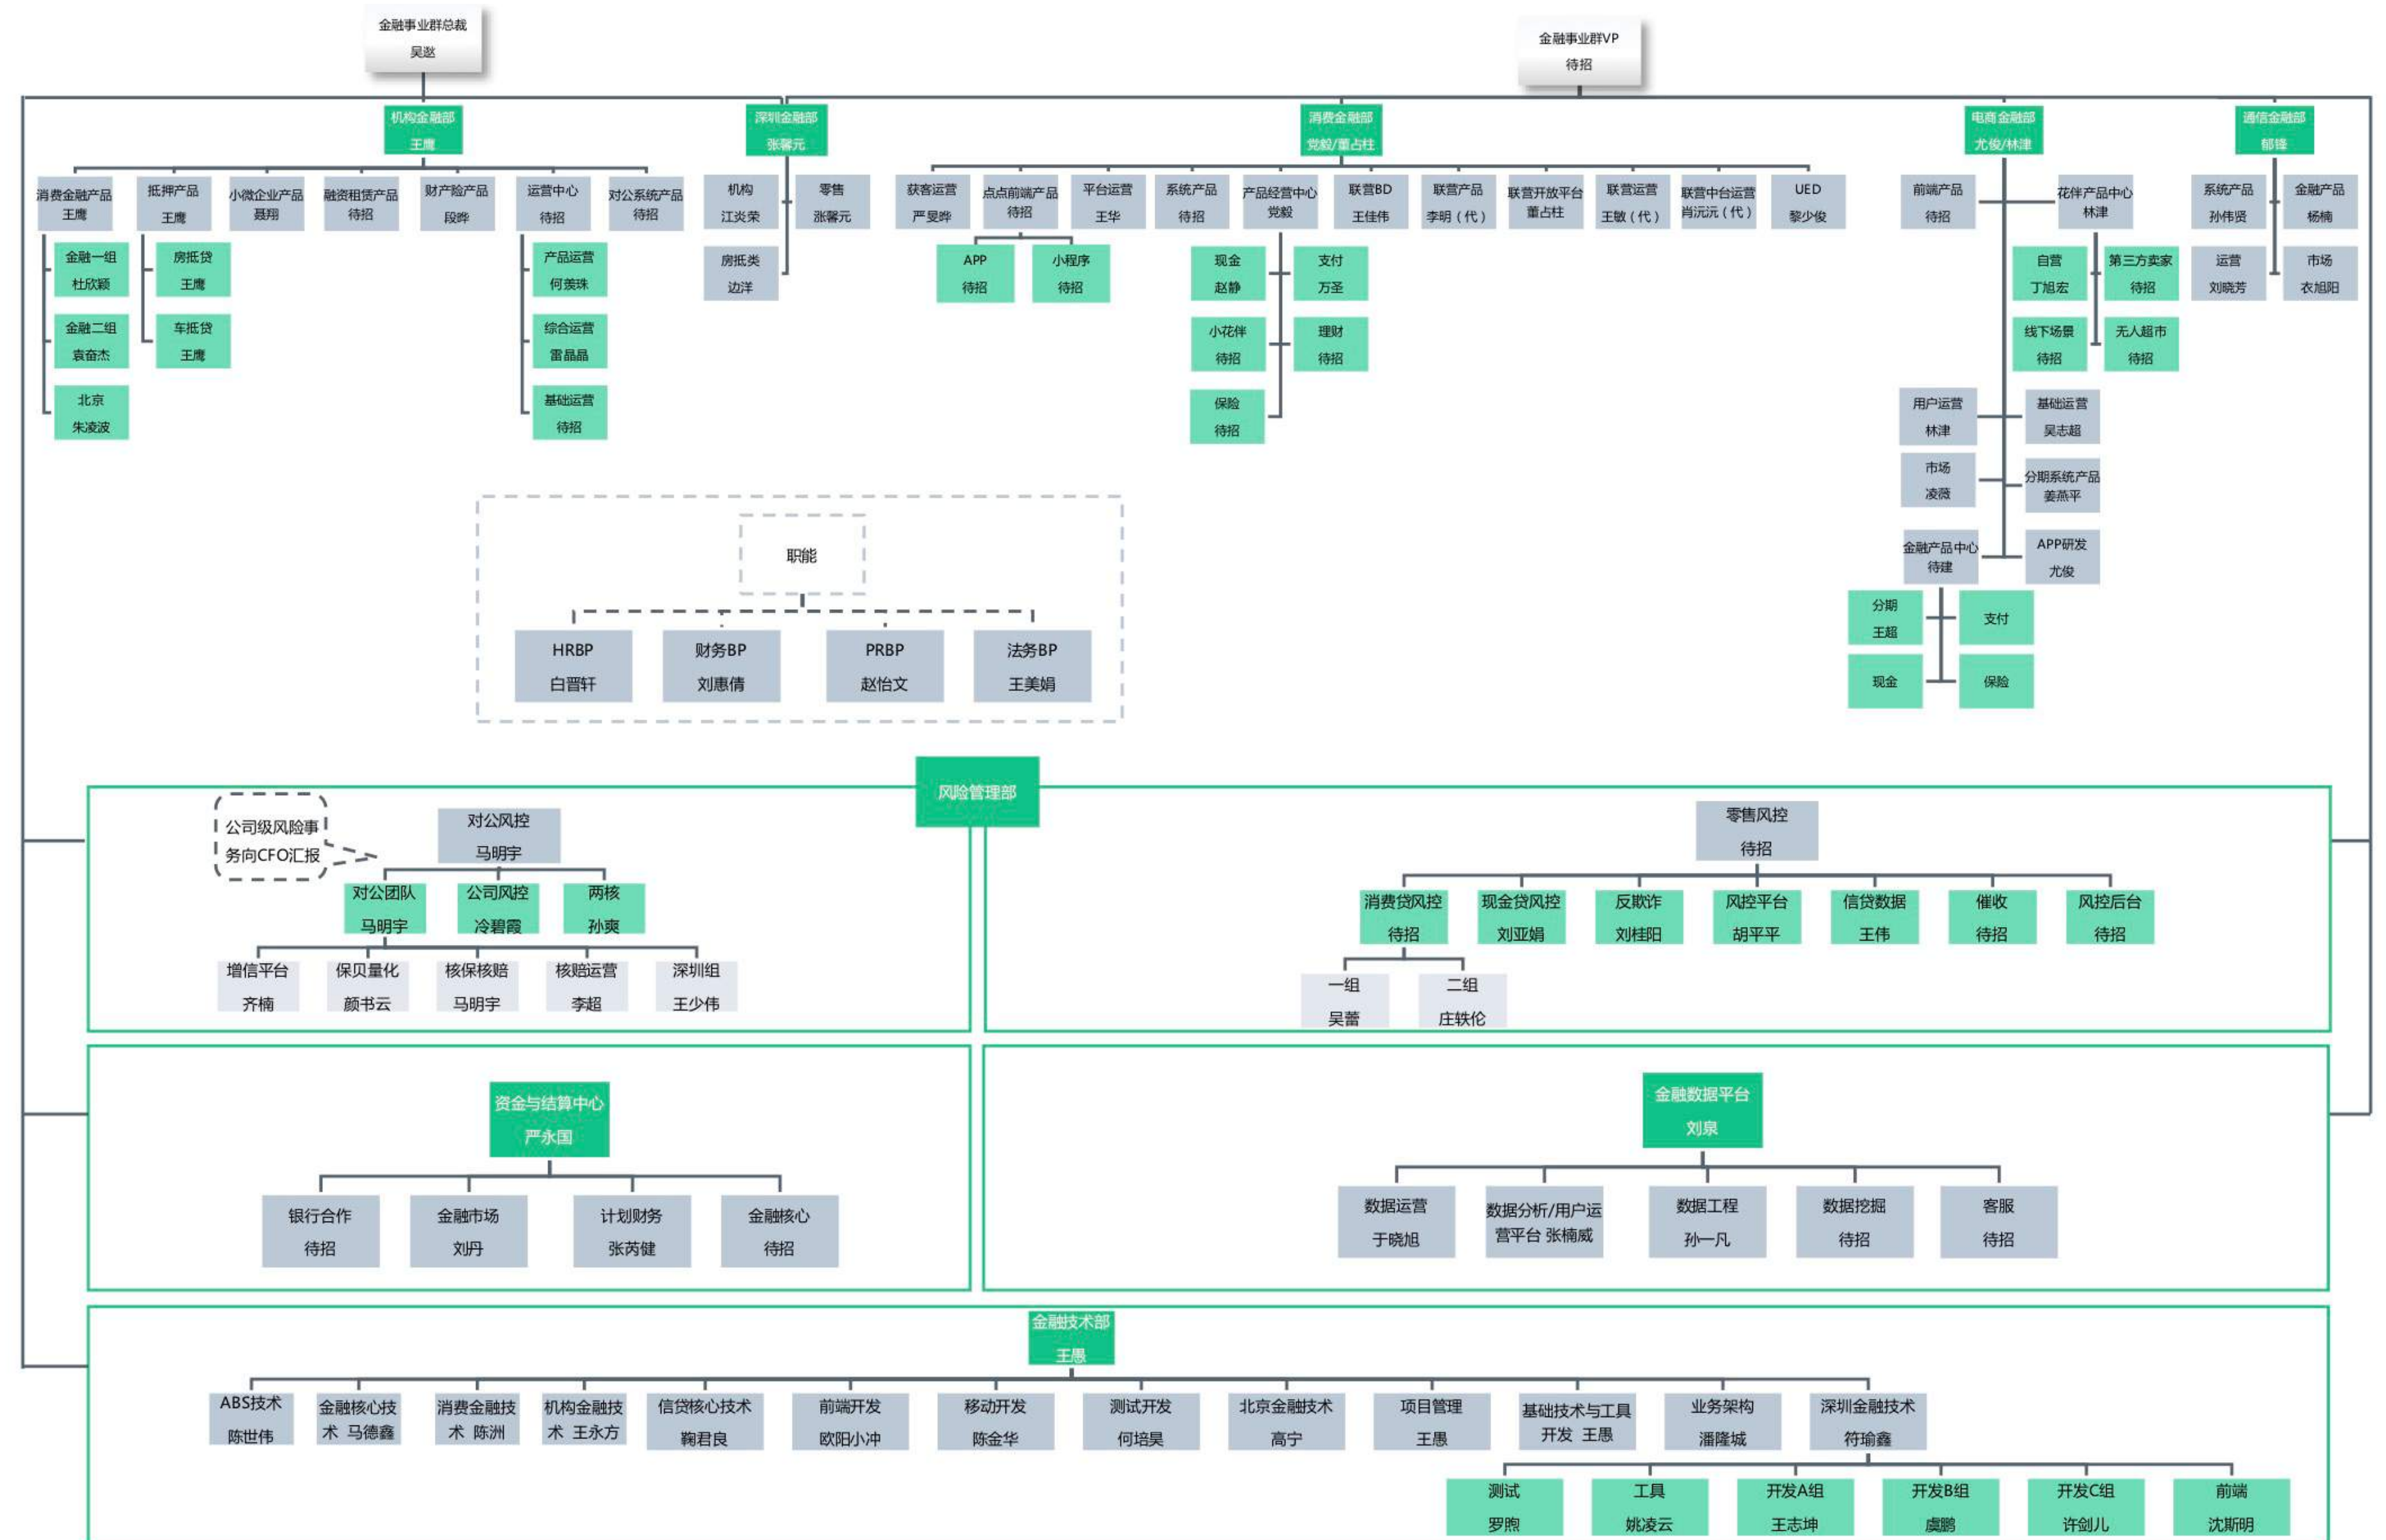 金融事业群总裁
吴逖
金融事业群VP
待招
机构金融部
王鹰
深圳金融部
张馨元
消费金融部
党毅/董占柱
电商金融部
尤俊/林津
通信金融部
郁锋
消费金融产品
王鹰
抵押产品
王鹰
小微企业产品
聂翔
融资租赁产品
待招
财产险产品
段晔
运营中心
待招
对公系统产品
待招
金融一组
杜欣颖
金融二组
袁奋杰
北京
朱凌波
房抵贷
王鹰
车抵贷
王鹰
产品运营
何羡珠
综合运营
雷晶晶
基础运营
待招
机构
江炎荣
零售
张馨元
房抵类
边洋
获客运营
严旻晔
点点前端产品
待招
平台运营
王华
系统产品
待招
产品经营中心
党毅
联营BD
王佳伟
联营产品
李明（代）
联营开放平台
董占柱
联营运营
王敏（代）
联营中台运营
肖沅沅（代）
UED
黎少俊
APP
待招
小程序
待招
现金
赵静
支付
万圣
小花伴
待招
理财
待招
保险
待招
前端产品
待招
花伴产品中心
林津
自营
丁旭宏
第三方卖家
待招
线下场景
待招
无人超市
待招
用户运营
林津
基础运营
吴志超
市场
凌薇
分期系统产品
姜燕平
金融产品中心
待建
APP研发
尤俊
分期
王超
支付
现金
保险
系统产品
孙伟贤
金融产品
杨楠
运营
刘晓芳
市场
衣旭阳
职能
HRBP
白晋轩
财务BP
刘惠倩
PRBP
赵怡文
法务BP
王美娟
风险管理部
公司级风险事
务向CFO汇报
对公风控
马明宇
对公团队
马明宇
公司风控
冷碧霞
两核
孙爽
增信平台
齐楠
保贝量化
颜书云
核保核赔
马明宇
核赔运营
李超
深圳组
王少伟
零售风控
待招
消费贷风控
待招
现金贷风控
刘亚娟
反欺诈
刘桂阳
风控平台
胡平平
信贷数据
王伟
催收
待招
风控后台
待招
一组
吴蕾
二组
庄轶伦
资金与结算中心
严永国
银行合作
待招
金融市场
刘丹
计划财务
张芮健
金融核心
待招
金融数据平台
刘泉
数据运营
于晓旭
数据分析/用户运
营平台 张楠威
数据工程
孙一凡
数据挖掘
待招
客服
待招
金融技术部
王愚
ABS技术
陈世伟
金融核心技
术 马德鑫
消费金融技
术 陈洲
机构金融技
术 王永方
信贷核心技术
鞠君良
前端开发
欧阳小冲
移动开发
陈金华
测试开发
何培昊
北京金融技术
高宁
项目管理
王愚
基础技术与工具
开发 王愚
业务架构
潘隆城
深圳金融技术
符瑜鑫
测试
罗煦
工具
姚凌云
开发A组
王志坤
开发B组
虞鹏
开发C组
许剑儿
前端
沈斯明